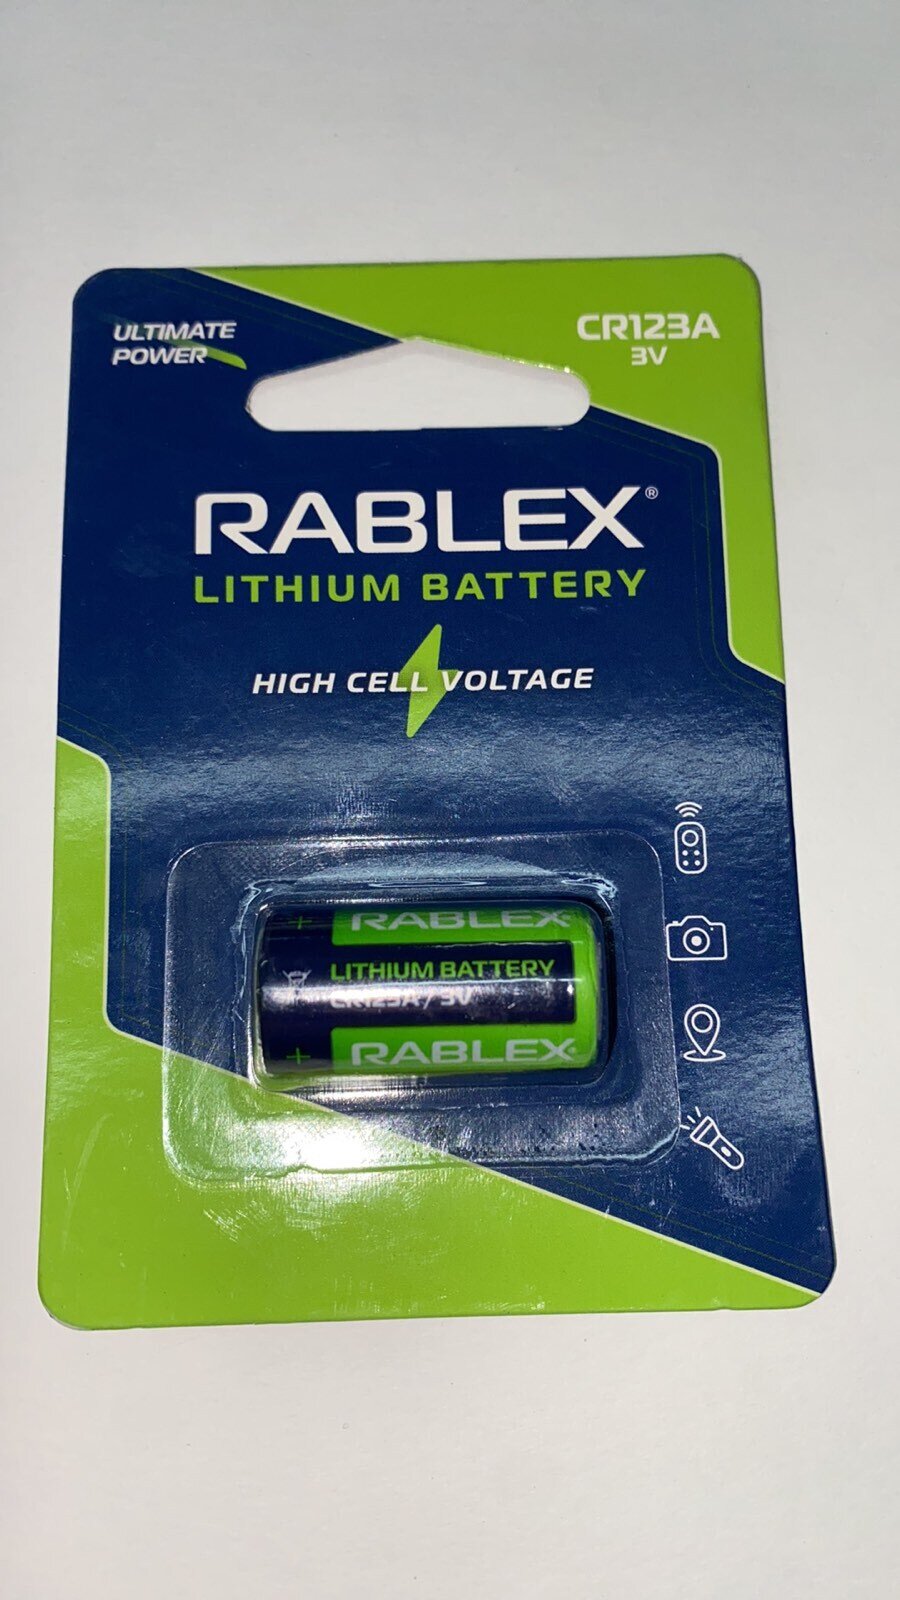 ULTIMATE
POWER
CR123A
3V
RABLEX®
LITHIUM BATTERY
HIGH CELL VOLTAGE
+ RABLEX
LITHIUM BATTERY
CR123A / 3V
+ RABLEX